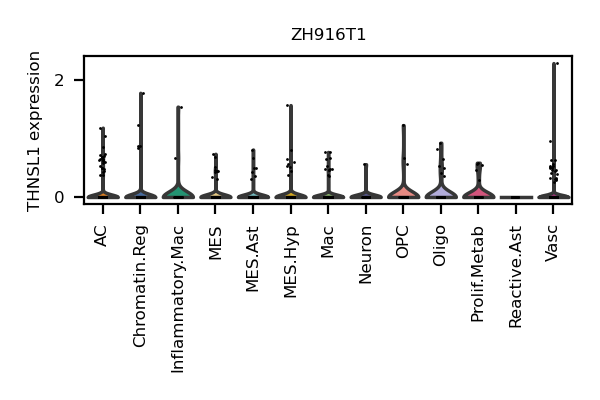 ZH916T1
THNSL1 expression
2
0
AC
Chromatin.Reg
Inflammatory.Mac
MES
MES.Ast
MES.Hyp
Mac
Neuron
OPC
Oligo
Prolif.Metab
Reactive.Ast
Vasc